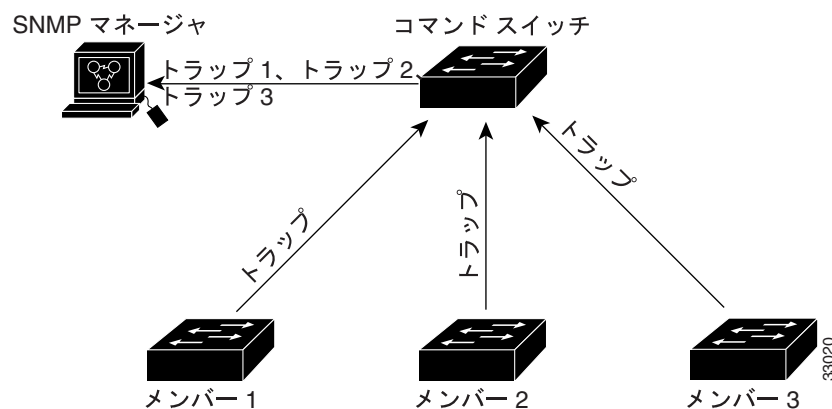 SNMP マネージャ
コマンド スイッチ
トラップ 1、トラップ 2、
トラップ 3
トラップ
トラップ
トラップ
メンバー 1
メンバー 2
メンバー 3
33020